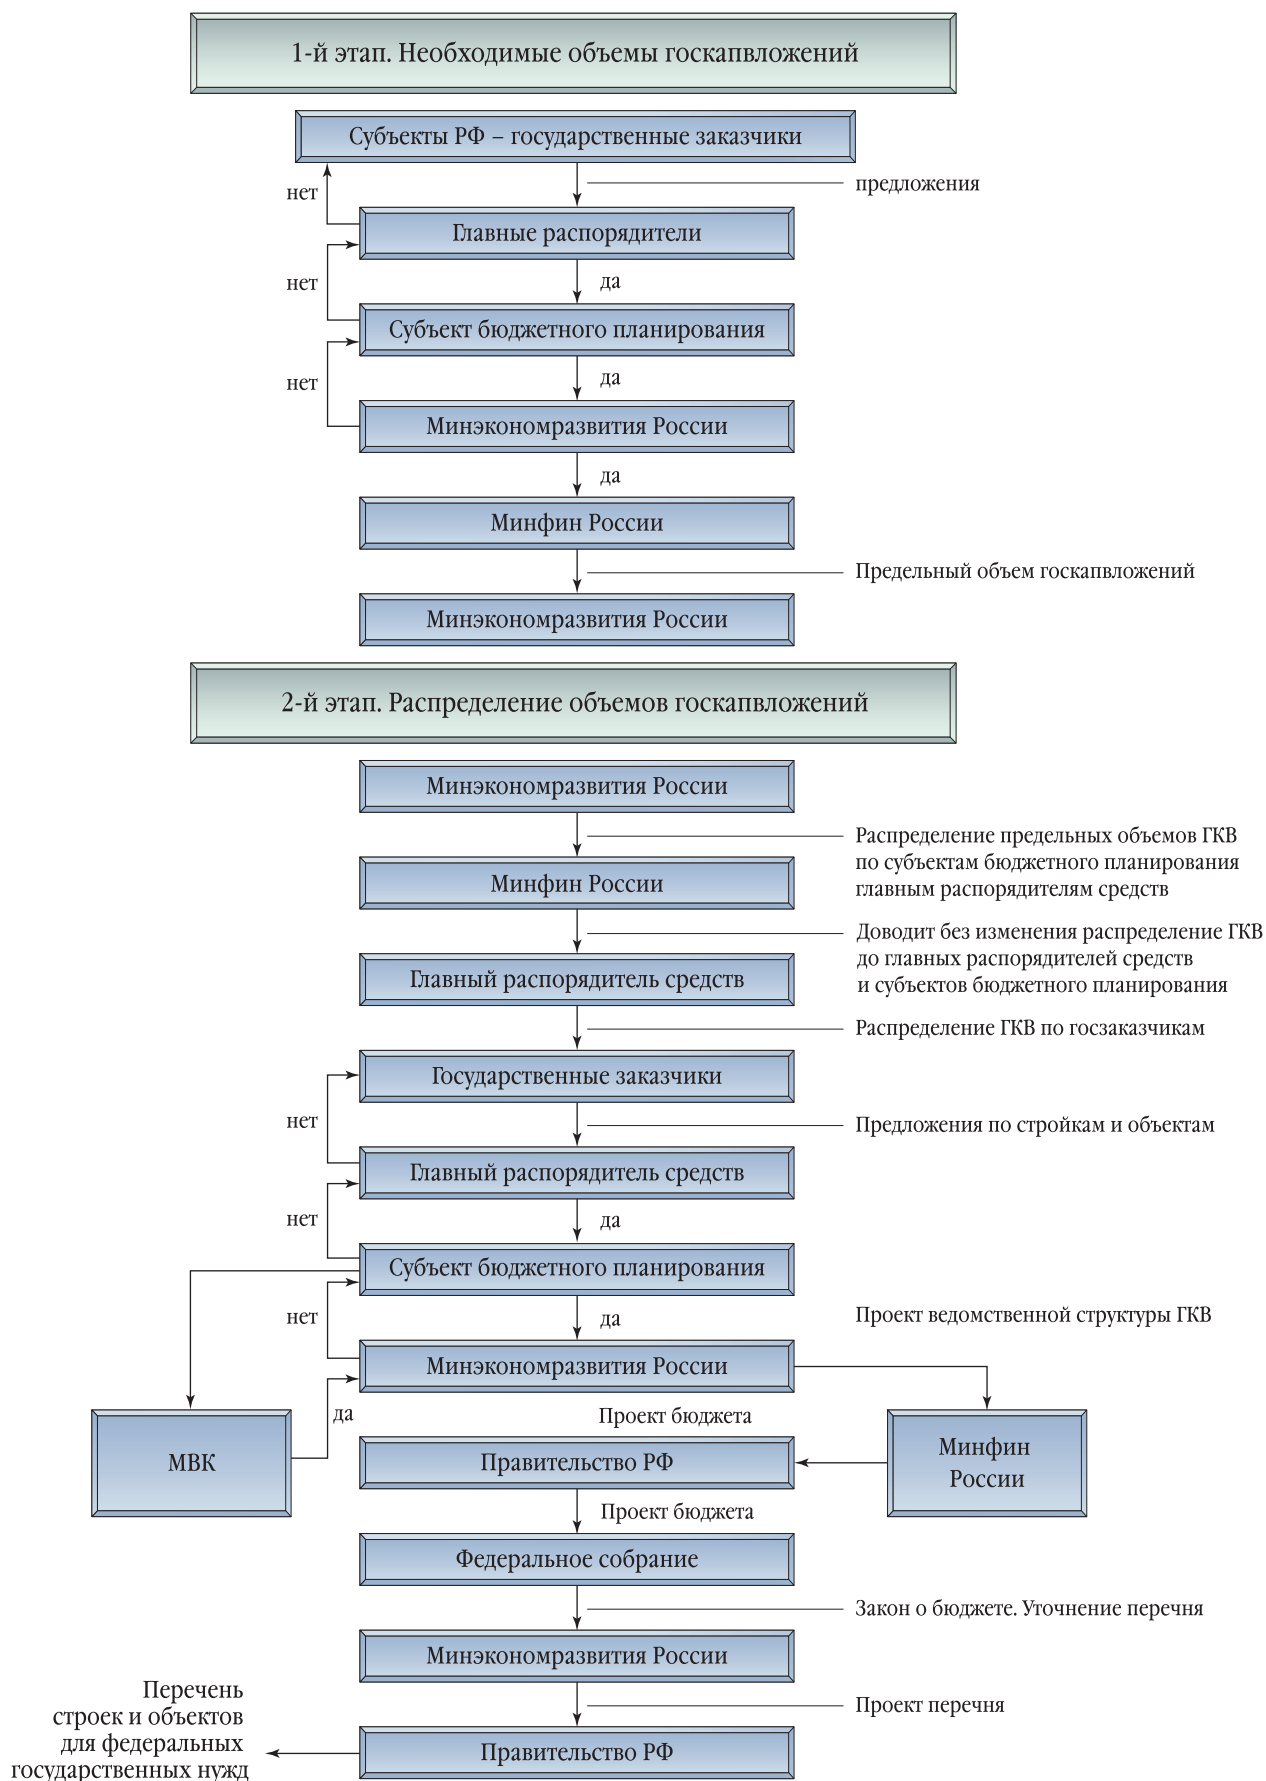 1-й этап. Необходимые объемы госкапвложений
Субъекты РФ – государственные заказчики
нет
предложения
Главные распорядители
нет
да
Субъект бюджетного планирования
нет
да
Минэкономразвития России
да
Минфин России
Предельный объем госкапвложений
Минэкономразвития России
2-й этап. Распределение объемов госкапвложений
Минэкономразвития России
Распределение предельных объемов ГКВ
по субъектам бюджетного планирования
главным распорядителям средств
Минфин России
Доводит без изменения распределение ГКВ
до главных распорядителей средств
и субъектов бюджетного планирования
Главный распорядитель средств
Распределение ГКВ по госзаказчикам
Государственные заказчики
нет
Предложения по стройкам и объектам
Главный распорядитель средств
нет
да
Субъект бюджетного планирования
нет
да
Проект ведомственной структуры ГКВ
Минэкономразвития России
да
Проект бюджета
МВК
Правительство РФ
Минфин
России
Проект бюджета
Федеральное собрание
Закон о бюджете. Уточнение перечня
Минэкономразвития России
Проект перечня
Правительство РФ
Перечень
строек и объектов
для федеральных
государственных нужд